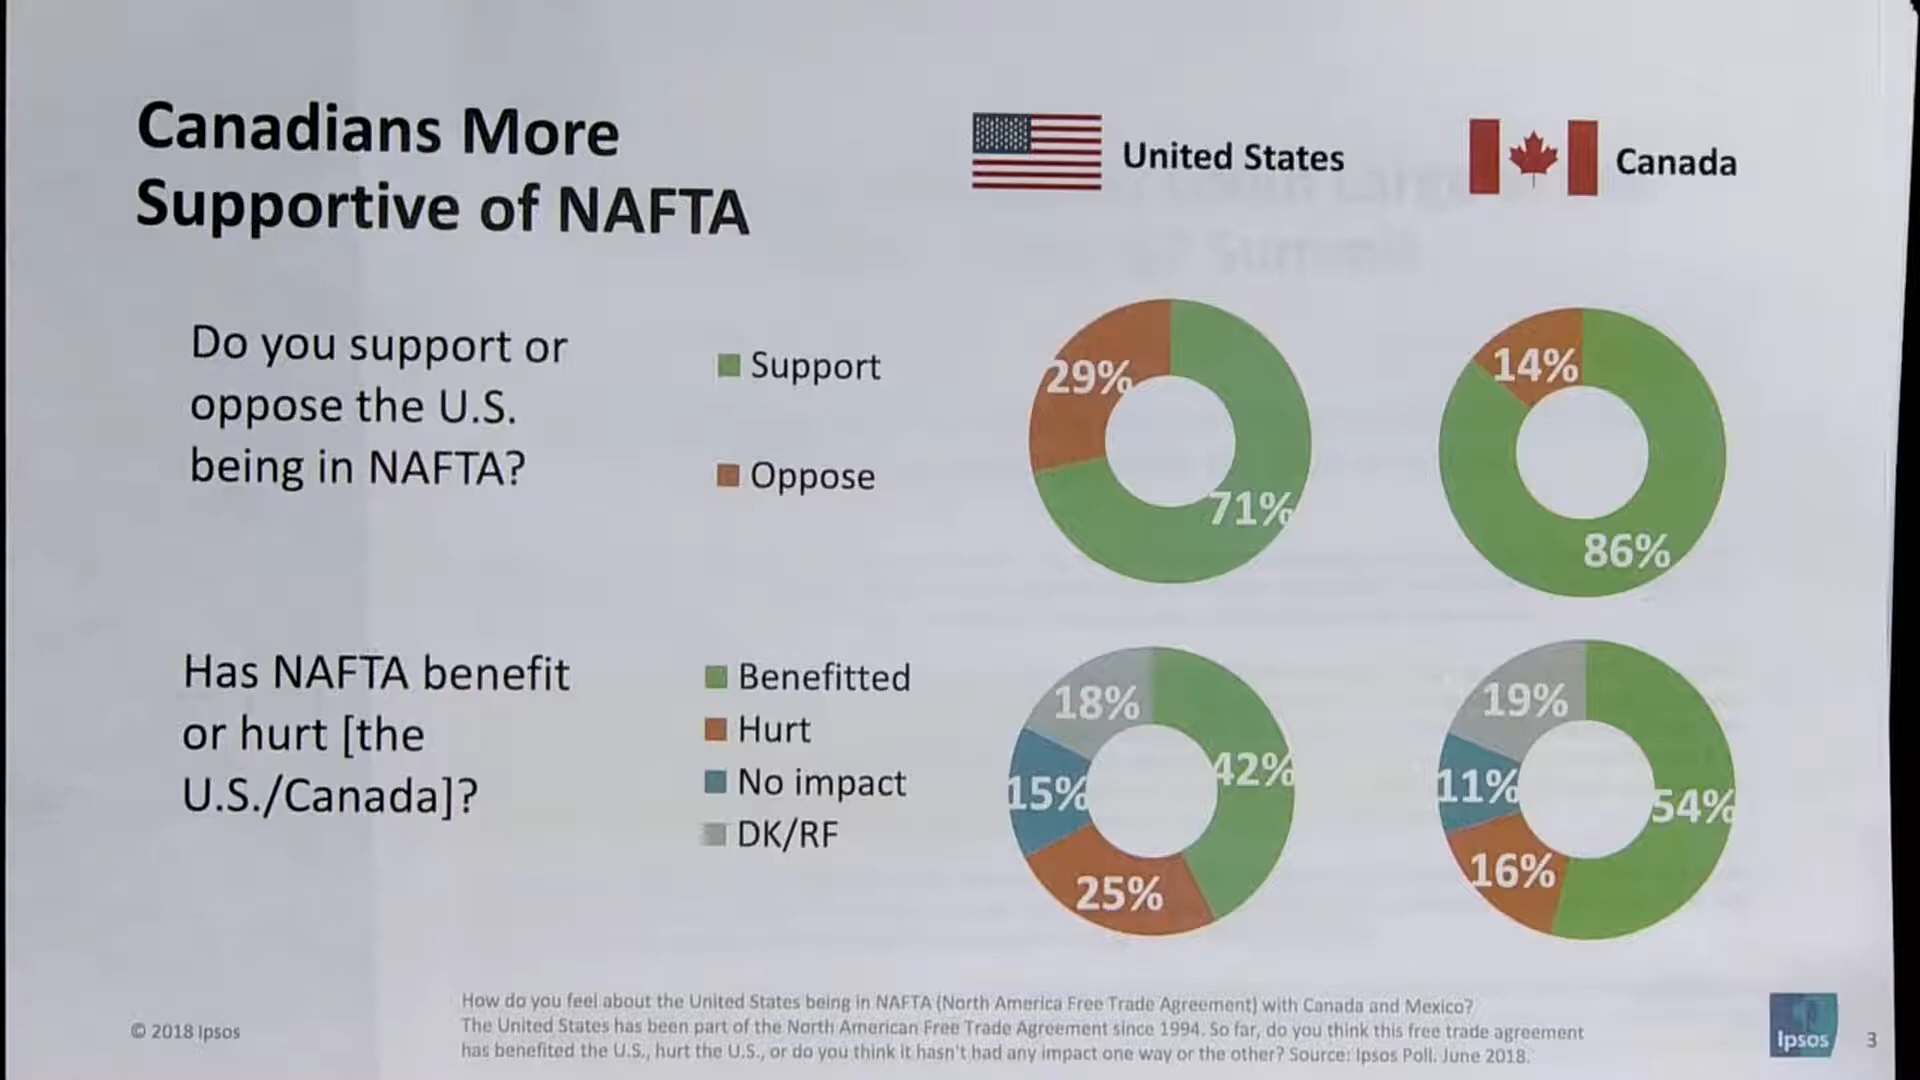 Canadians More
Supportive of NAFTA
United States
Canada
Do you support or
oppose the U.S.
being in NAFTA?
Support
Oppose
29%
71%
14%
86%
Has NAFTA benefit
or hurt [the
U.S./Canada]?
Benefitted
Hurt
No impact
DK/RF
18%
42%
15%
25%
19%
54%
11%
16%
How do you feel about the United States being in NAFTA (North America Free Trade Agreement) with Canada and Mexico?
The United States has been part of the North American Free Trade Agreement since 1994. So far, do you think this free trade agreement
has benefited the U.S., hurt the U.S., or do you think it hasn't had any impact one way or the other? Source: Ipsos Poll. June 2018.
© 2018 Ipsos
Ipsos
3